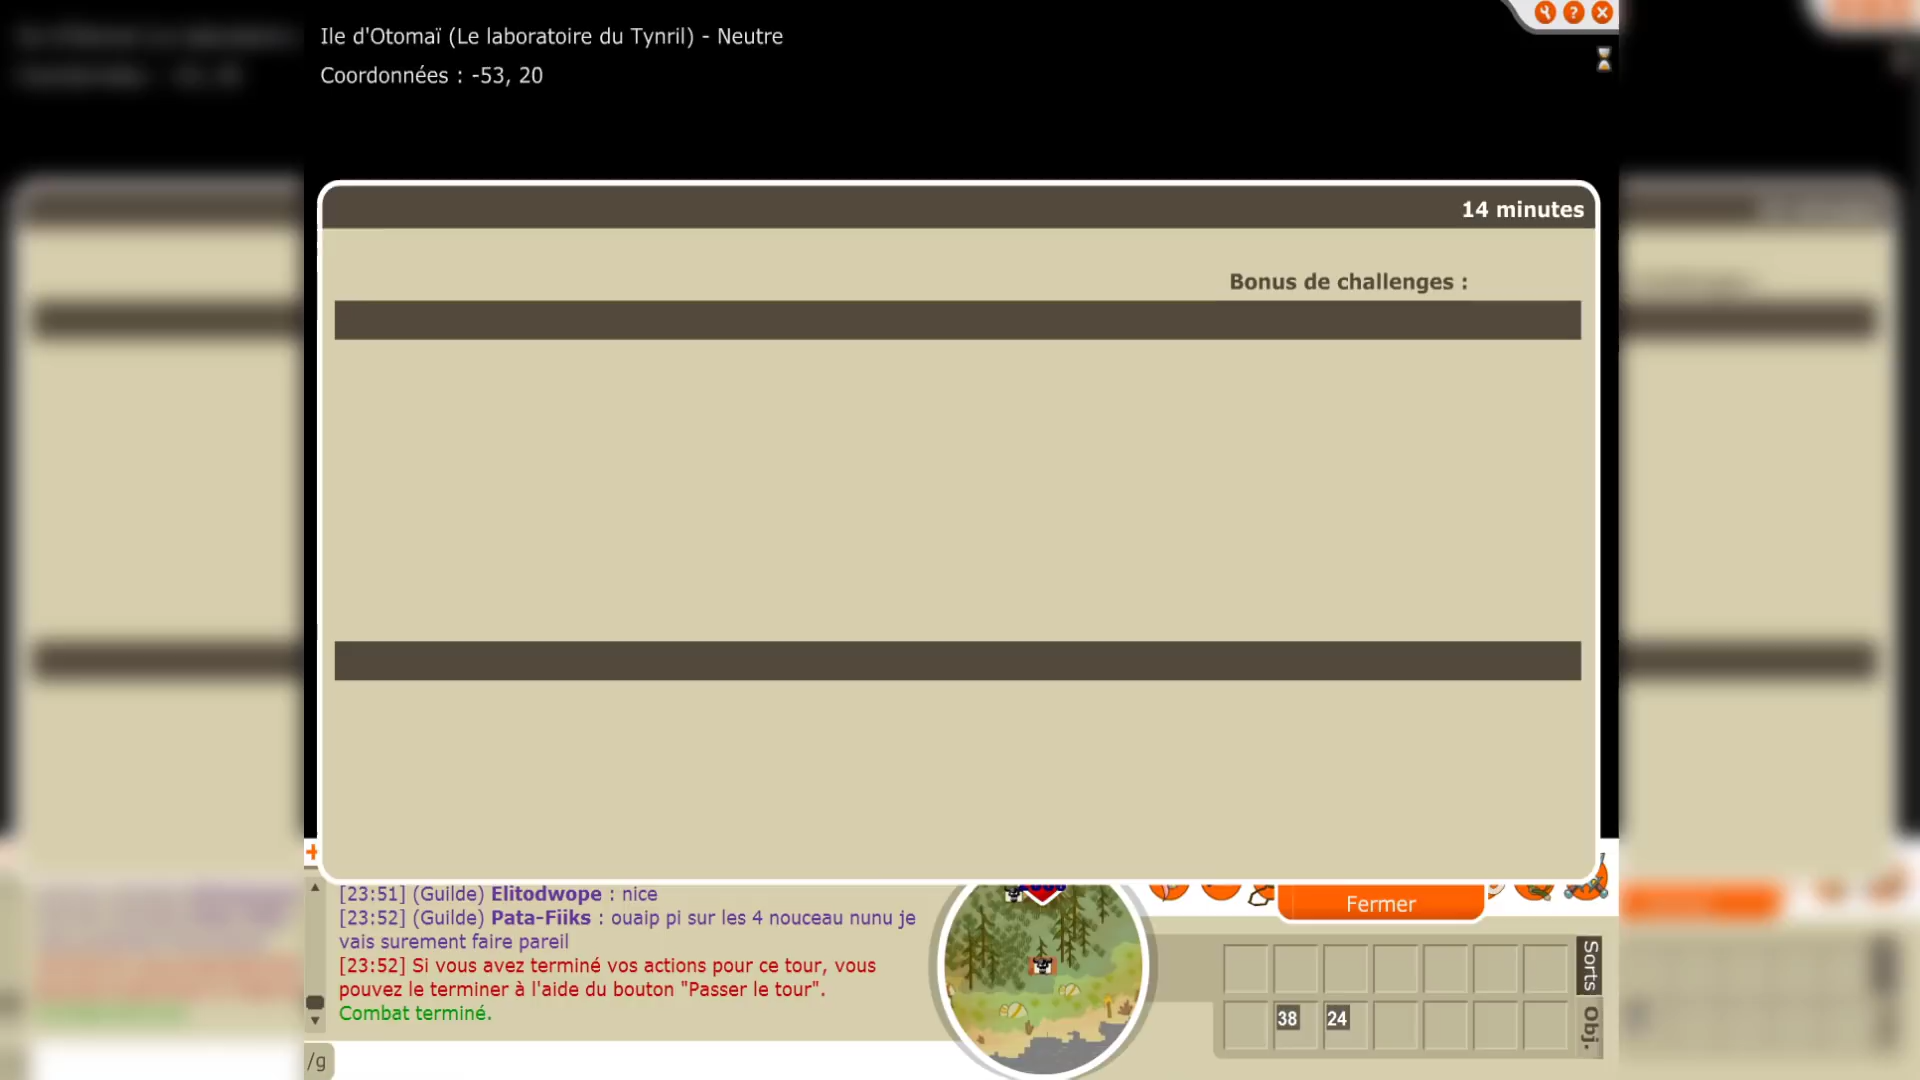 Ile d'Otomaï (Le laboratoire du Tynril) - Neutre
Coordonnées : -53, 20
14 minutes
Bonus de challenges :
[23:51] (Guilde) Elitodwope : nice
[23:52] (Guilde) Pata-Fiiks : ouaip pi sur les 4 nouceau nunu je
vais surement faire pareil
[23:52] Si vous avez terminé vos actions pour ce tour, vous
pouvez le terminer à l'aide du bouton "Passer le tour".
Combat terminé.
/g
Fermer
Sorts
38 24
Obj.